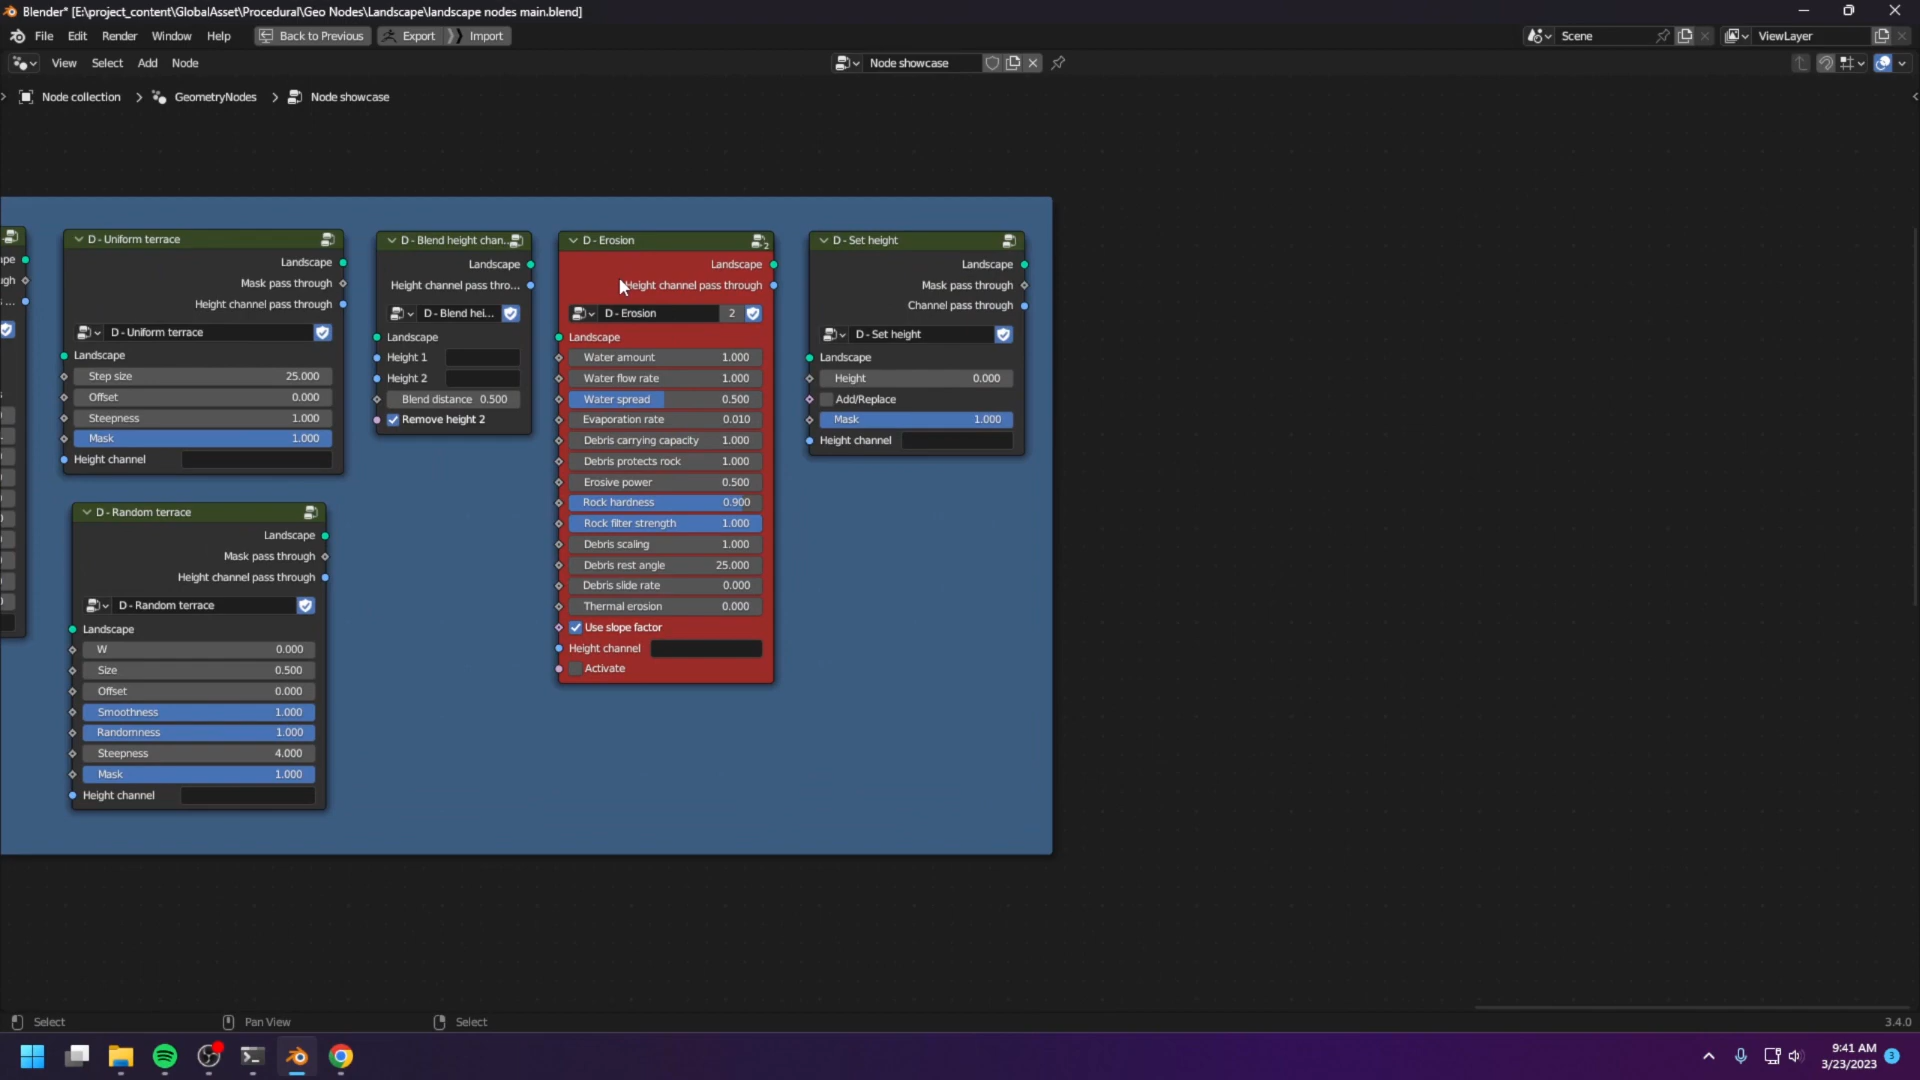 Blender* [E:\project_content\GlobalAsset\Procedural\Geo Nodes\Landscape\landscape nodes main.blend]
File Edit Render Window Help Back to Previous Export Import Scene ViewLayer
View Select Add Node Node showcase
Node collection GeometryNodes Node showcase
D - Uniform terrace
Landscape
Mask pass through
Height channel pass through
D - Uniform terrace
Landscape
Step size 25.000
Offset 0.000
Steepness 1.000
Mask 1.000
Height channel
D - Random terrace
Landscape
Mask pass through
Height channel pass through
D - Random terrace
Landscape
W 0.000
Size 0.500
Offset 0.000
Smoothness 1.000
Randomness 1.000
Steepness 4.000
Mask 1.000
Height channel
D - Blend height chan..
Landscape
Height channel pass thro...
D - Blend hei...
Landscape
Height 1
Height 2
Blend distance 0.500
Remove height 2
D - Erosion 2
Landscape
Height channel pass through
D - Erosion 2
Landscape
Water amount 1.000
Water flow rate 1.000
Water spread 0.500
Evaporation rate 0.010
Debris carrying capacity 1.000
Debris protects rock 1.000
Erosive power 0.500
Rock hardness 0.900
Rock filter strength 1.000
Debris scaling 1.000
Debris rest angle 25.000
Debris slide rate 0.000
Thermal erosion 0.000
Use slope factor
Height channel
Activate
D - Set height
Landscape
Mask pass through
Channel pass through
D - Set height
Landscape
Height 0.000
Add/Replace
Mask 1.000
Height channel
Select Pan View Select 3.4.0
9:41 AM
3/23/2023 3